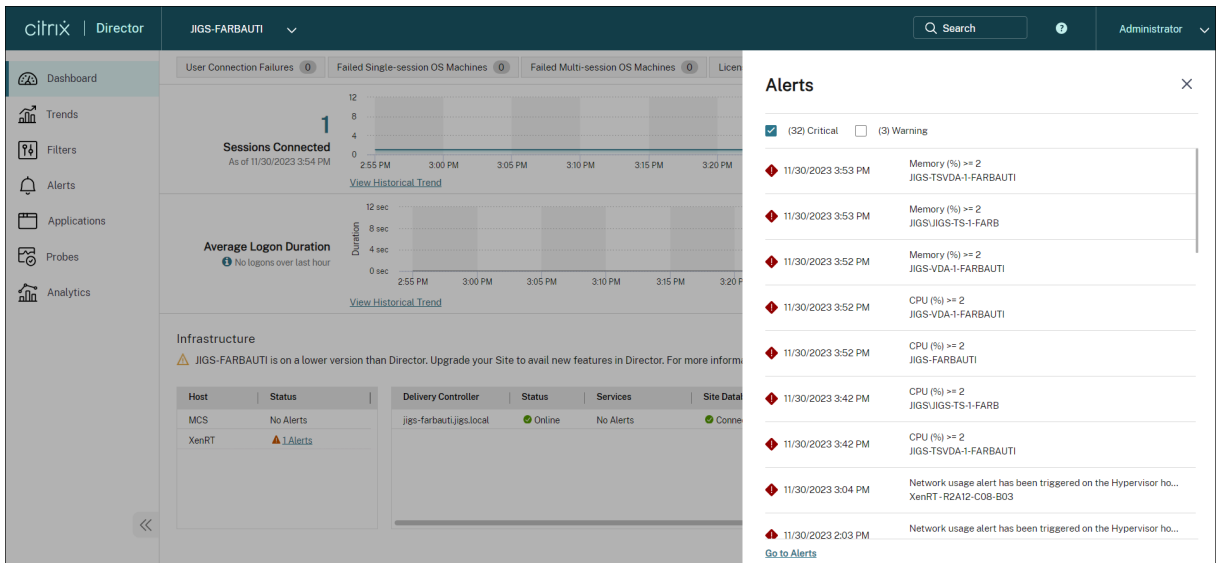 citrix | Director
JIGS-FARBAUTI
Search
Administrator
Dashboard
Trends
Filters
Alerts
Applications
Probes
Analytics
User Connection Failures 0
Failed Single-session OS Machines 0
Failed Multi-session OS Machines 0
Licen
1
Sessions Connected
As of 11/30/2023 3:54 PM
12
8
4
0
2:55 PM 3:00 PM 3:05 PM 3:10 PM 3:15 PM 3:20 PM
View Historical Trend
Average Logon Duration
No logons over last hour
Duration
12 sec
8 sec
4 sec
0 sec
2:55 PM 3:00 PM 3:05 PM 3:10 PM 3:15 PM 3:20 P
View Historical Trend
Infrastructure
JIGS-FARBAUTI is on a lower version than Director. Upgrade your Site to avail new features in Director. For more informa
Host Status
MCS No Alerts
XenRT 1 Alerts
Delivery Controller Status Services Site Datal
jigs-farbauti.jigs.local Online No Alerts Conne
Alerts
(32) Critical (3) Warning
11/30/2023 3:53 PM Memory (%) >= 2
JIGS-TSVDA-1-FARBAUTI
11/30/2023 3:53 PM Memory (%) >= 2
JIGS\JIGS-TS-1-FARB
11/30/2023 3:52 PM Memory (%) >= 2
JIGS-VDA-1-FARBAUTI
11/30/2023 3:52 PM CPU (%) >= 2
JIGS-VDA-1-FARBAUTI
11/30/2023 3:52 PM CPU (%) >= 2
JIGS-FARBAUTI
11/30/2023 3:42 PM CPU (%) >= 2
JIGS\JIGS-TS-1-FARB
11/30/2023 3:42 PM CPU (%) >= 2
JIGS-TSVDA-1-FARBAUTI
11/30/2023 3:04 PM Network usage alert has been triggered on the Hypervisor ho...
XenRT-R2A12-C08-B03
11/30/2023 2:03 PM Network usage alert has been triggered on the Hypervisor ho...
Go to Alerts